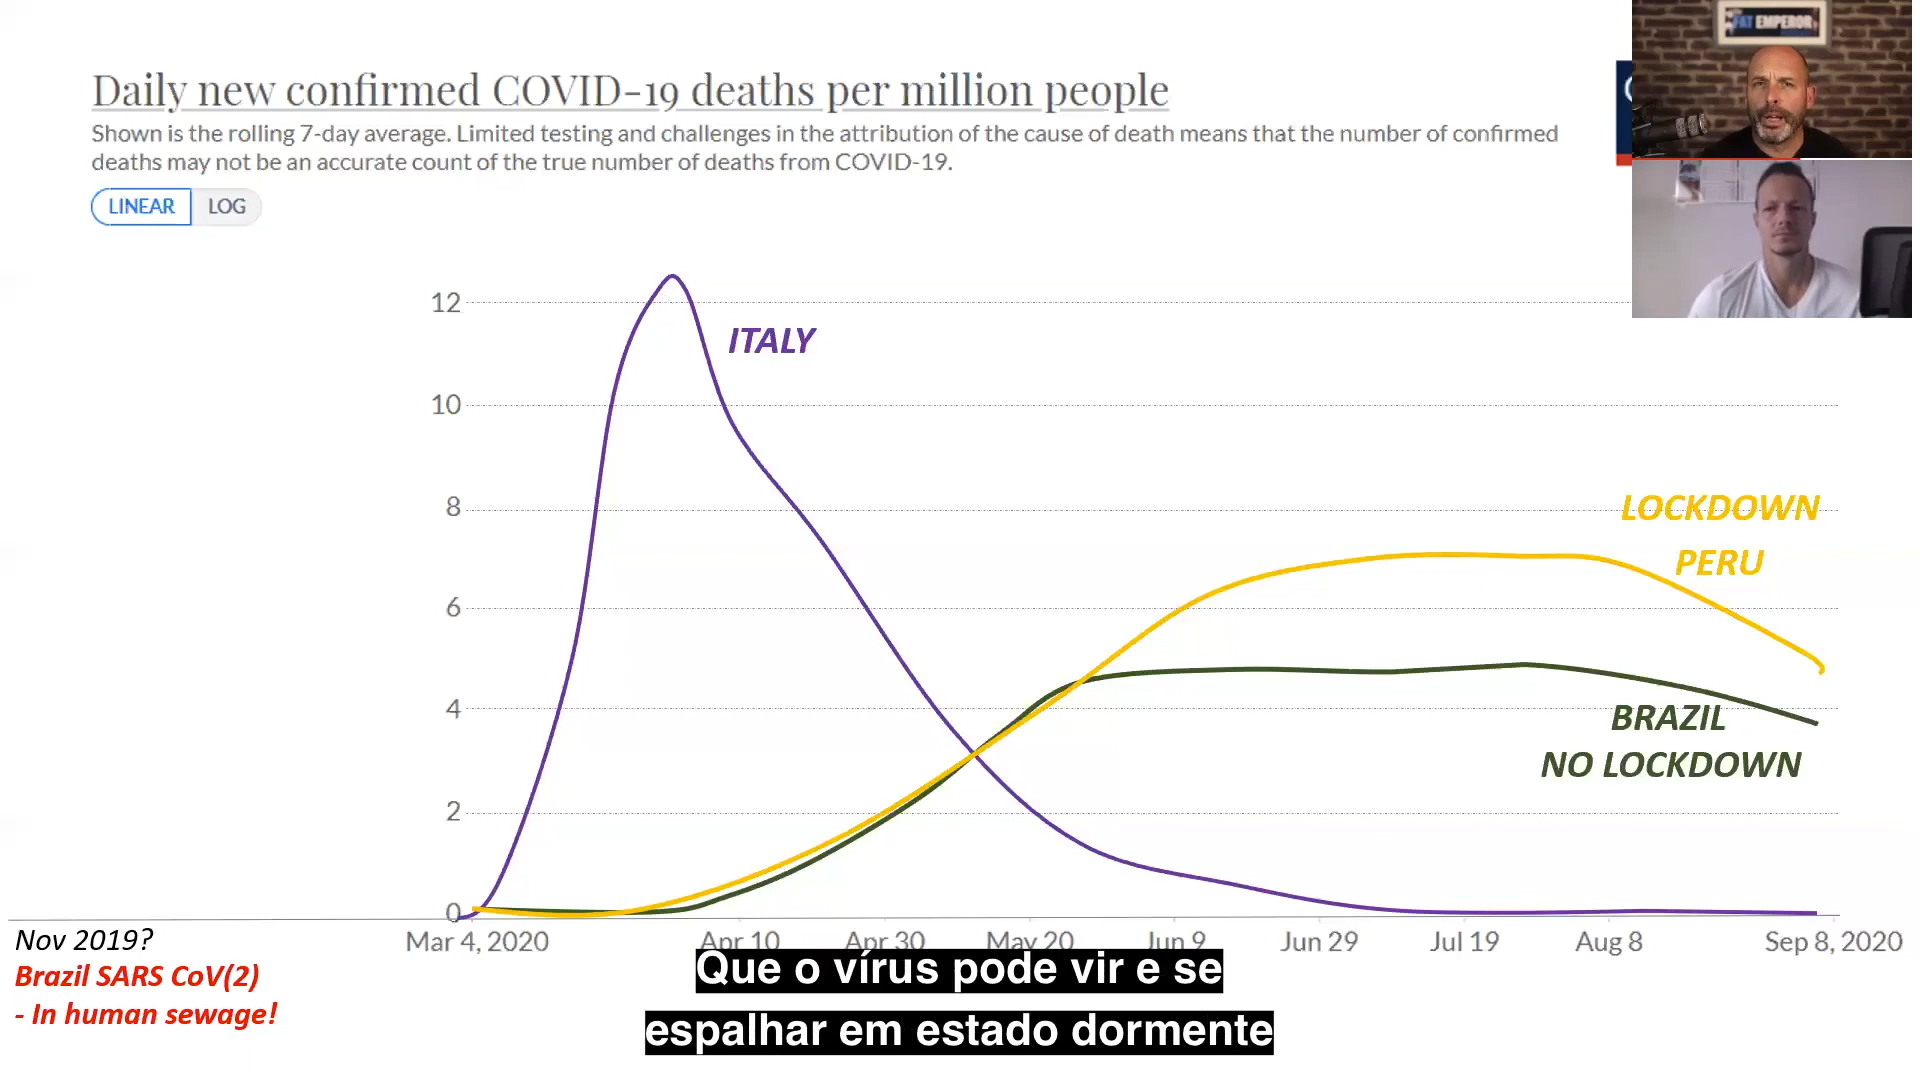 FAT EMPEROR
Daily new confirmed COVID-19 deaths per million people
Shown is the rolling 7-day average. Limited testing and challenges in the attribution of the cause of death means that the number of confirmed
deaths may not be an accurate count of the true number of deaths from COVID-19.
LINEAR LOG
12
ITALY
10
8
LOCKDOWN
PERU
6
4
BRAZIL
NO LOCKDOWN
2
0
Mar 4, 2020 Apr 10 Apr 30 May 20 Jun 9 Jun 29 Jul 19 Aug 8 Sep 8, 2020
Nov 2019?
Brazil SARS CoV(2)
- In human sewage!
Que o vírus pode vir e se
espalhar em estado dormente